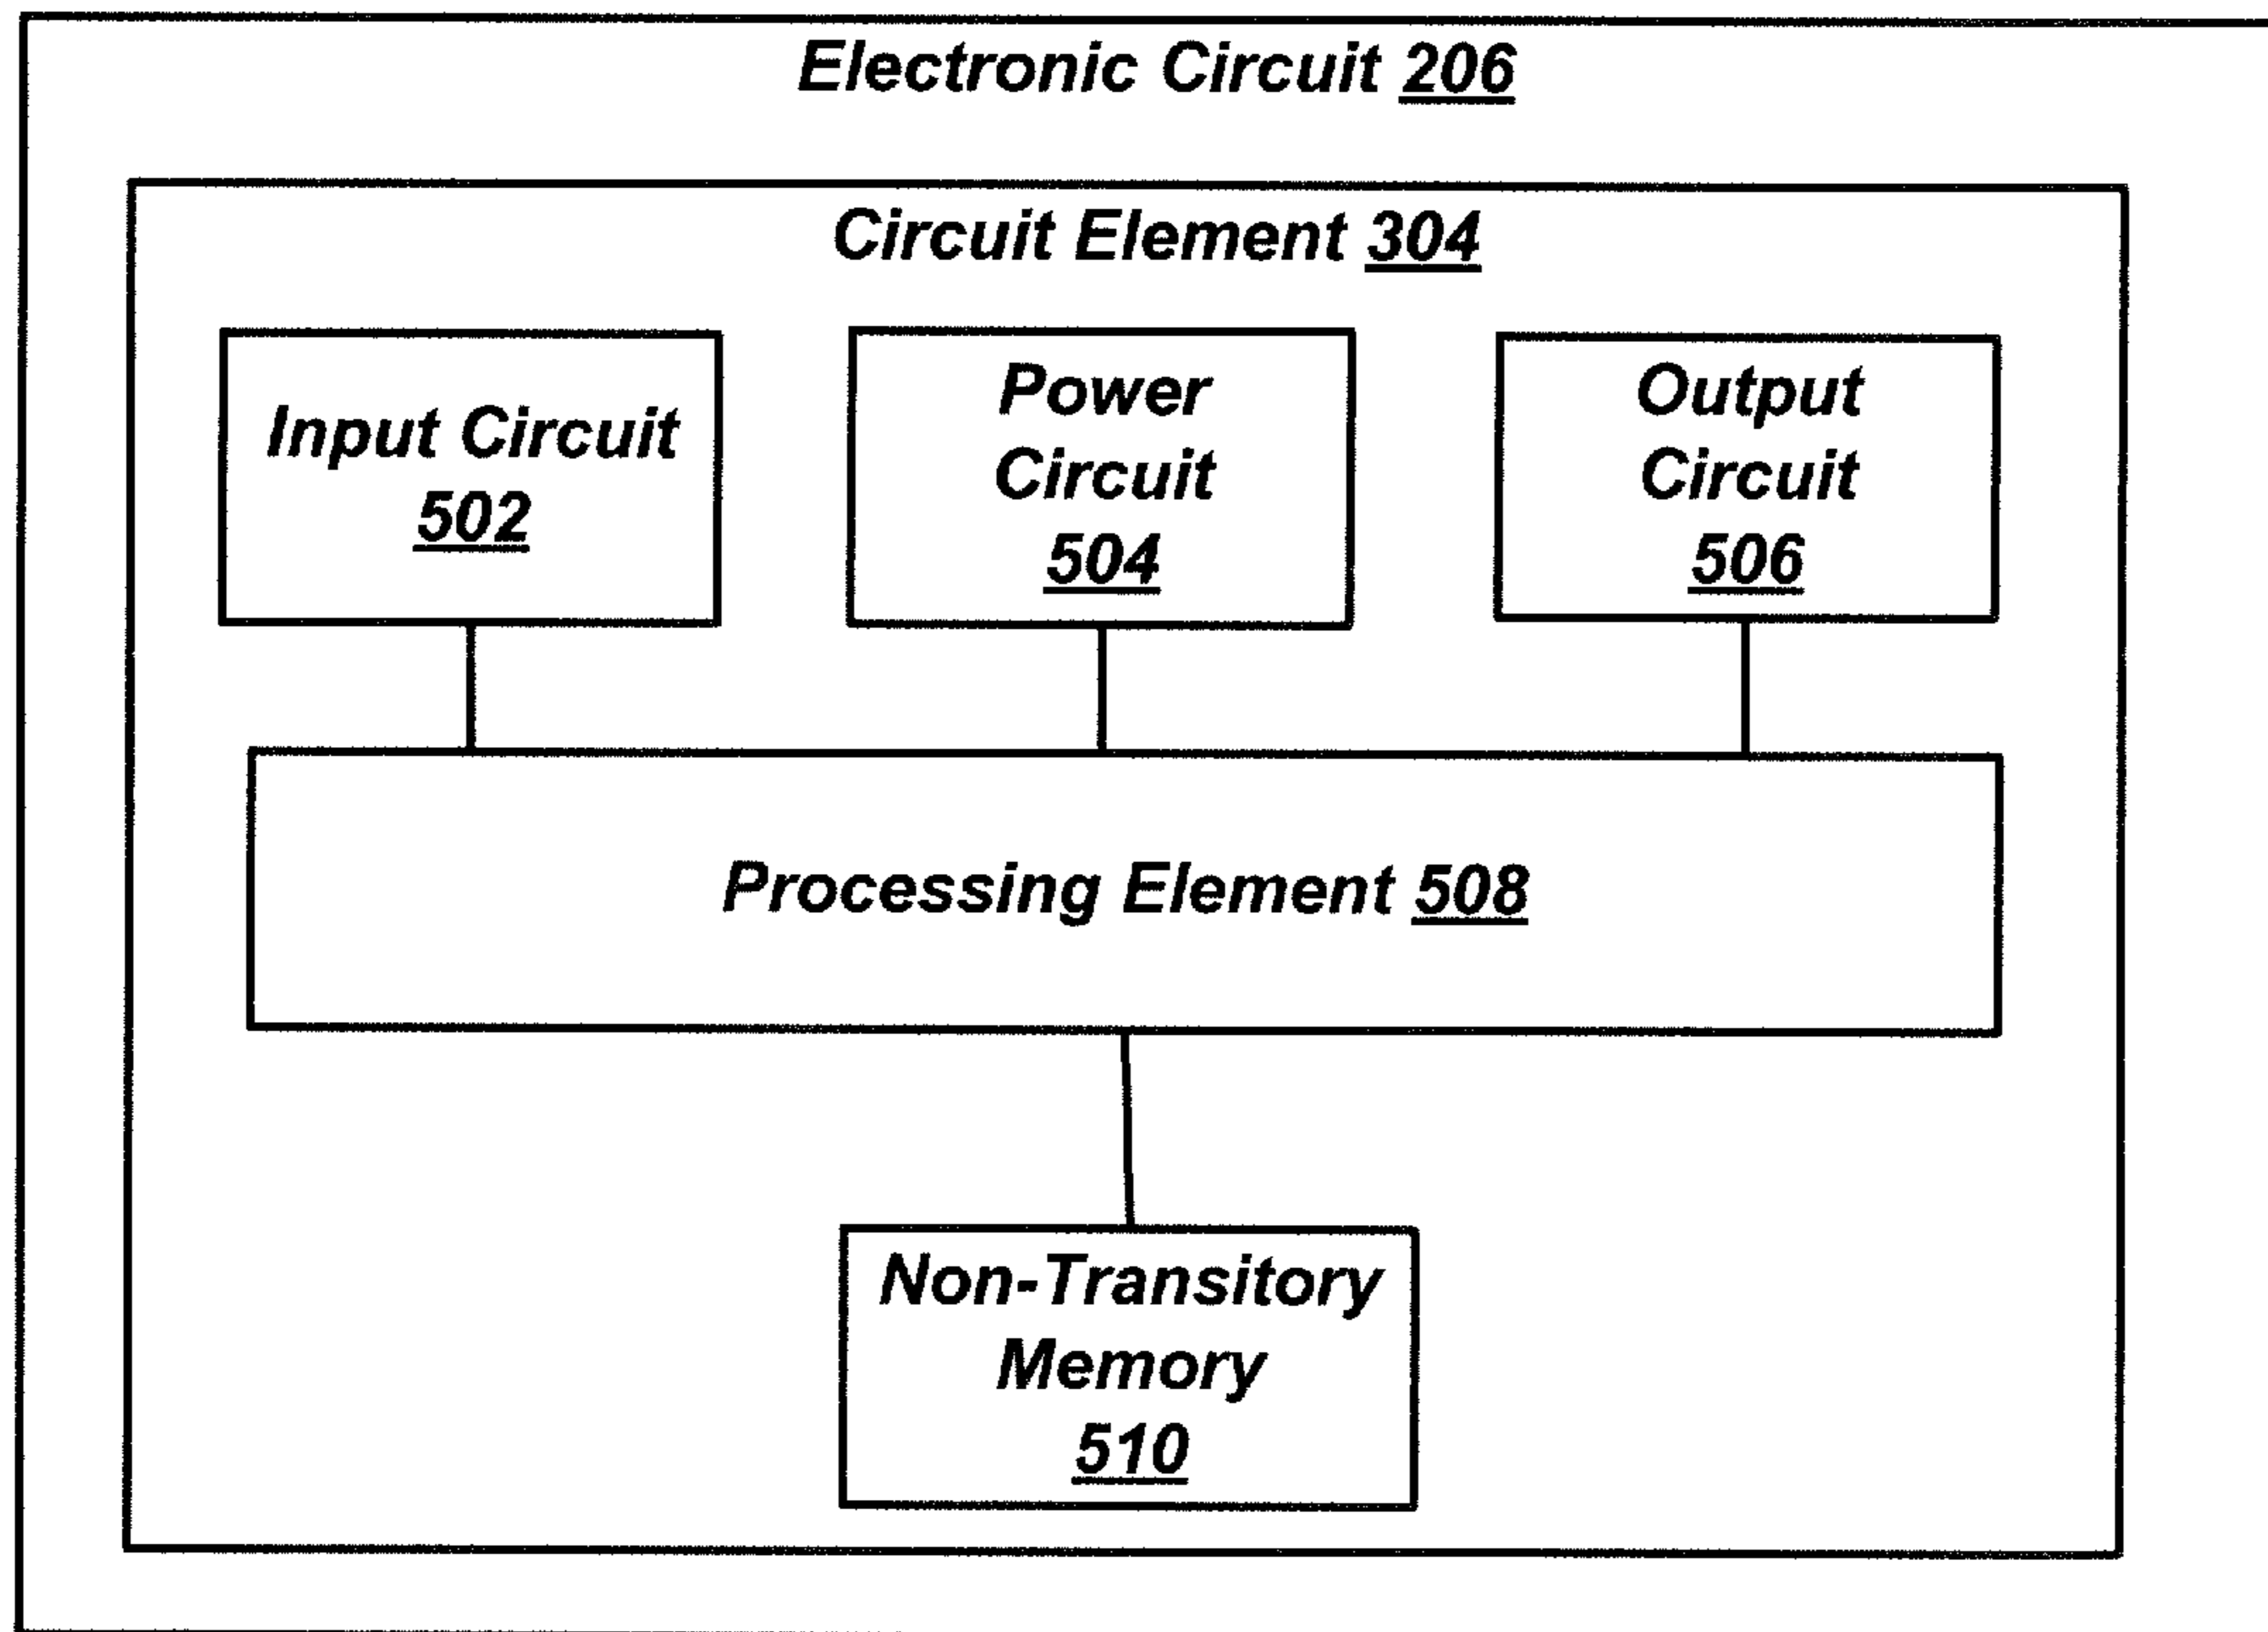 Electronic Circuit 206
Circuit Element 304
Input Circuit
502
Power
Circuit
504
Output
Circuit
506
Processing Element 508
Non-Transitory
Memory
510